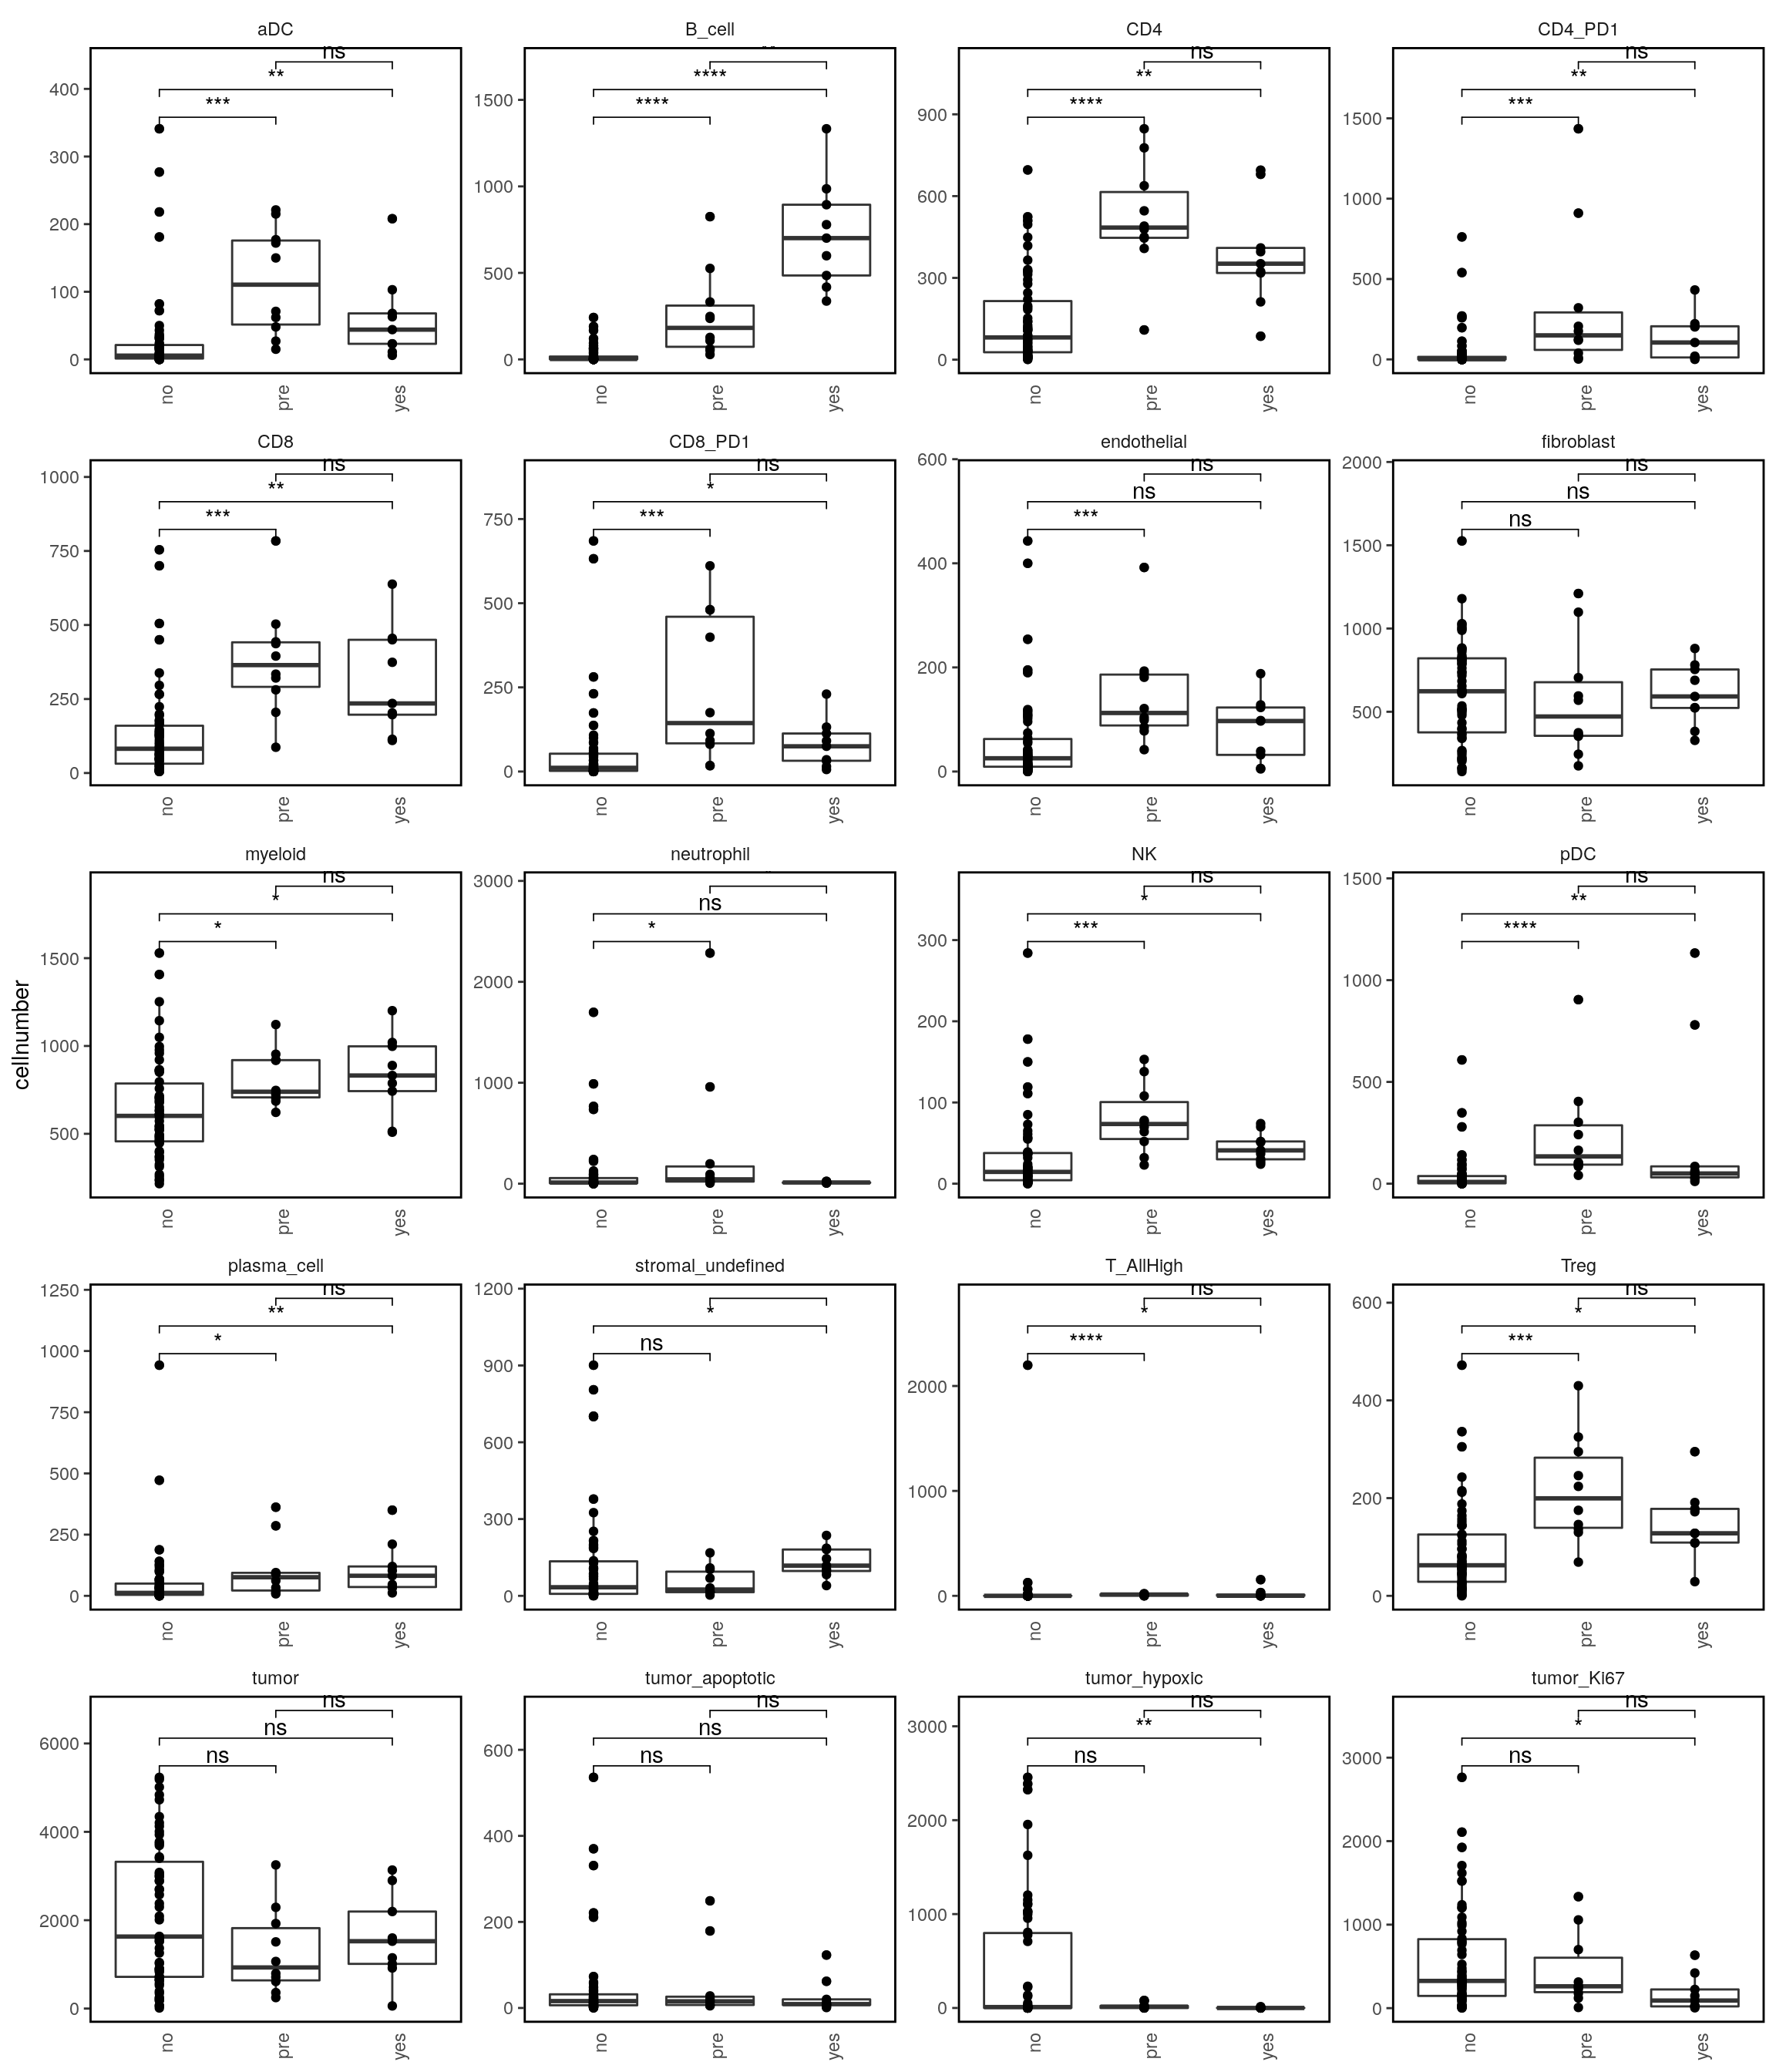 aDC B_cell CD4 CD4_PD1
ns ns ns
** **** ** **
*** **** **** ***
400 1500 900 1500
300 1000 600 1000
200 500 300 500
100 0 0 0
0
no pre yes no pre yes no pre yes no pre yes
CD8 CD8_PD1 endothelial fibroblast
ns ns ns ns
** * ns ns
*** *** *** ns
1000 750 600 2000
750 500 400 1500
500 250 200 1000
250 0 0 500
0
no pre yes no pre yes no pre yes no pre yes
myeloid neutrophil NK pDC
ns ns ns
* ns * **
* * *** ****
1500 3000 300 1500
1000 2000 200 1000
500 1000 100 500
0 0 0
no pre yes no pre yes no pre yes no pre yes
cellnumber
plasma_cell stromal_undefined T_AllHigh Treg
ns ns ns
** * * *
* ns **** ***
1250 1200 2000 600
1000 900 1000 400
750 600 0 200
500 300 0
250 0
0
no pre yes no pre yes no pre yes no pre yes
tumor tumor_apoptotic tumor_hypoxic tumor_Ki67
ns ns ns ns
ns ns ** *
ns ns ns ns
6000 600 3000 3000
4000 400 2000 2000
2000 200 1000 1000
0 0 0 0
no pre yes no pre yes no pre yes no pre yes